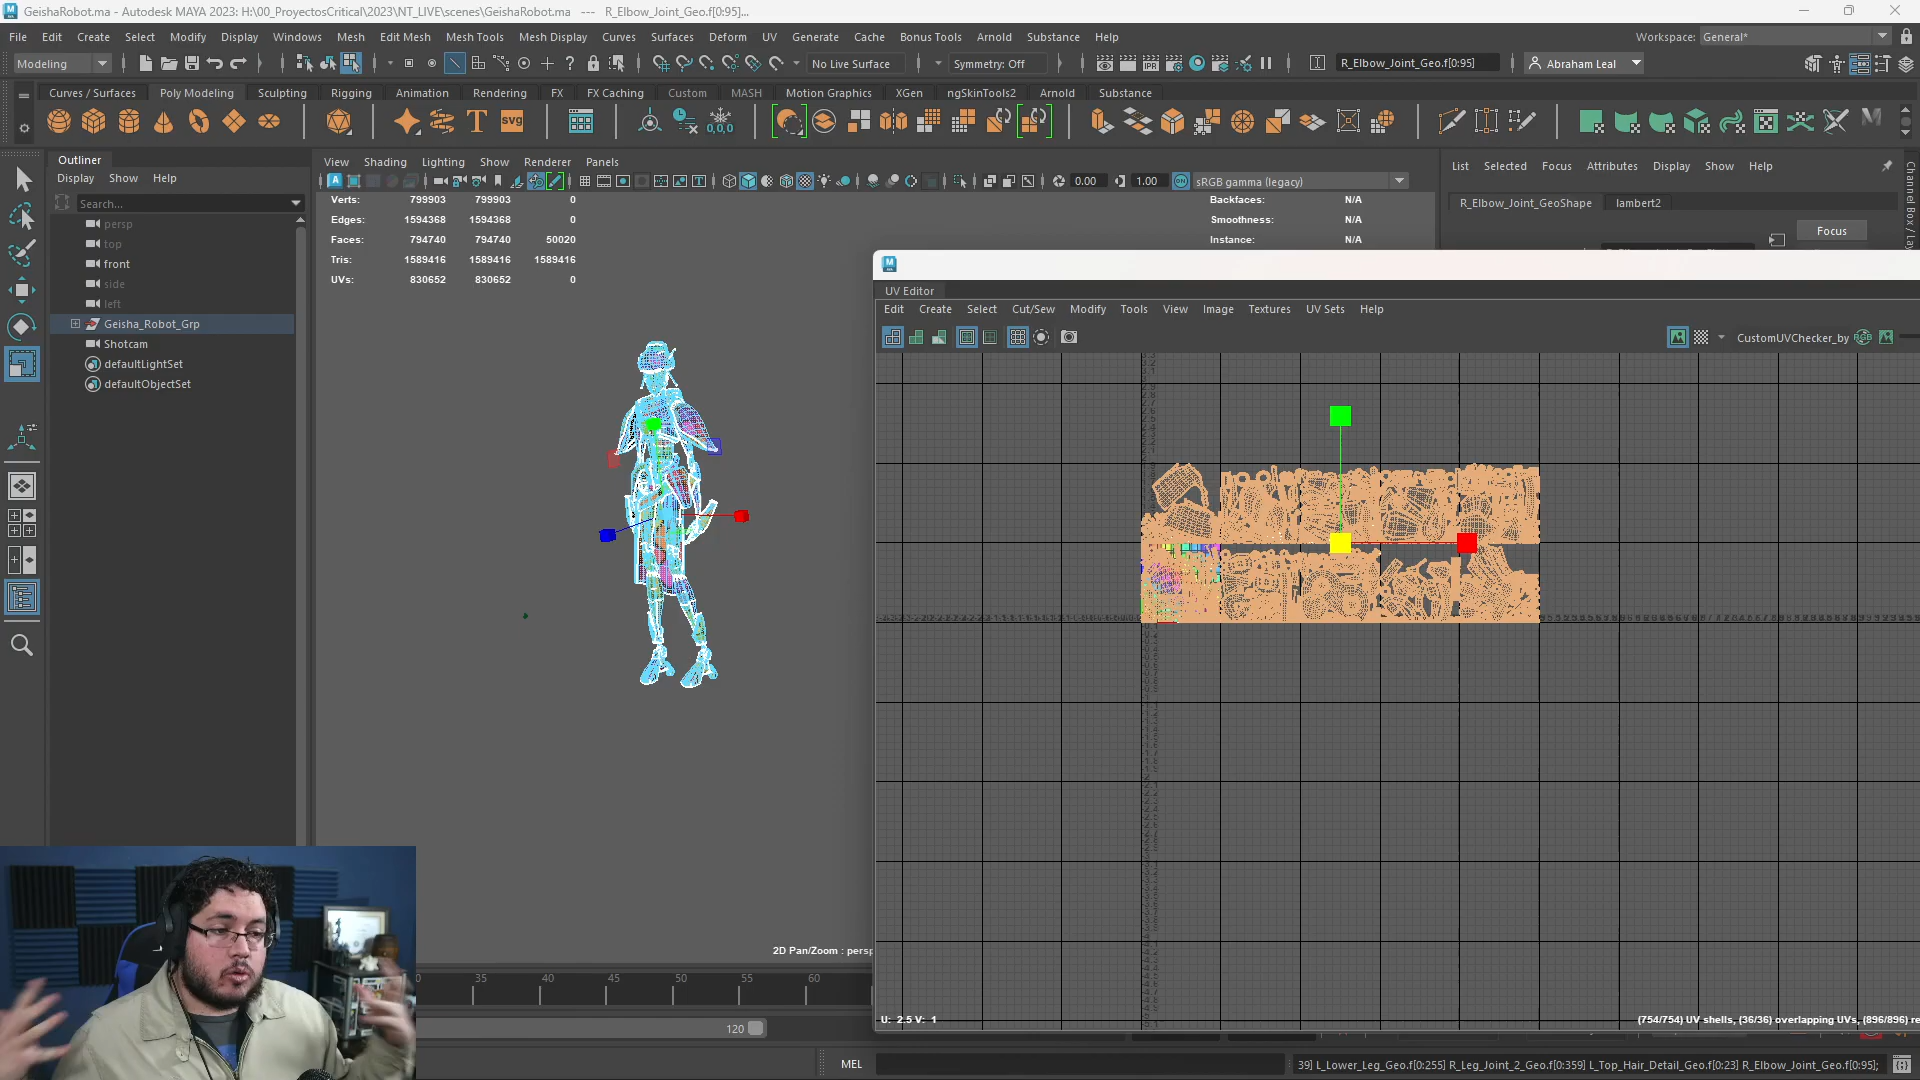 GeishaRobot.ma - Autodesk MAYA 2023: H:\00_ProyectosCritical\2023\NT_LIVE\scenes\GeishaRobot.ma --- R_Elbow_Joint_Geo.f[0:95]...
File Edit Create Select Modify Display Windows Mesh Edit Mesh Mesh Tools Mesh Display Curves Surfaces Deform UV Generate Cache Bonus Tools Arnold Substance Help
Workspace: General*
Modeling
No Live Surface
Symmetry: Off
R_Elbow_Joint_Geo.f[0:95]
Abraham Leal
Curves / Surfaces Poly Modeling Sculpting Rigging Animation Rendering FX FX Caching Custom MASH Motion Graphics XGen ngSkinTools2 Arnold Substance
Outliner
Display Show Help
Search...
persp
top
front
side
left
Geisha_Robot_Grp
Shotcam
defaultLightSet
defaultObjectSet
View Shading Lighting Show Renderer Panels
0.00
1.00
sRGB gamma (legacy)
Verts: 799903 799903 0
Edges: 1594368 1594368 0
Faces: 794740 794740 50020
Tris: 1589416 1589416 1589416
UVs: 830652 830652 0
Backfaces: N/A
Smoothness: N/A
Instance: N/A
2D Pan/Zoom : persp
List Selected Focus Attributes Display Show Help
R_Elbow_Joint_GeoShape lambert2
Focus
Channel Box / Lay
UV Editor
Edit Create Select Cut/Sew Modify Tools View Image Textures UV Sets Help
CustomUVChecker_by
U: 2.5 V: 1
(754/754) UV shells, (36/36) overlapping UVs, (896/896) re
35 40 45 50 55 60
120
MEL
39] L_Lower_Leg_Geo.f[0:255] R_Leg_Joint_2_Geo.f[0:359] L_Top_Hair_Detail_Geo.f[0:23] R_Elbow_Joint_Geo.f[0:95];